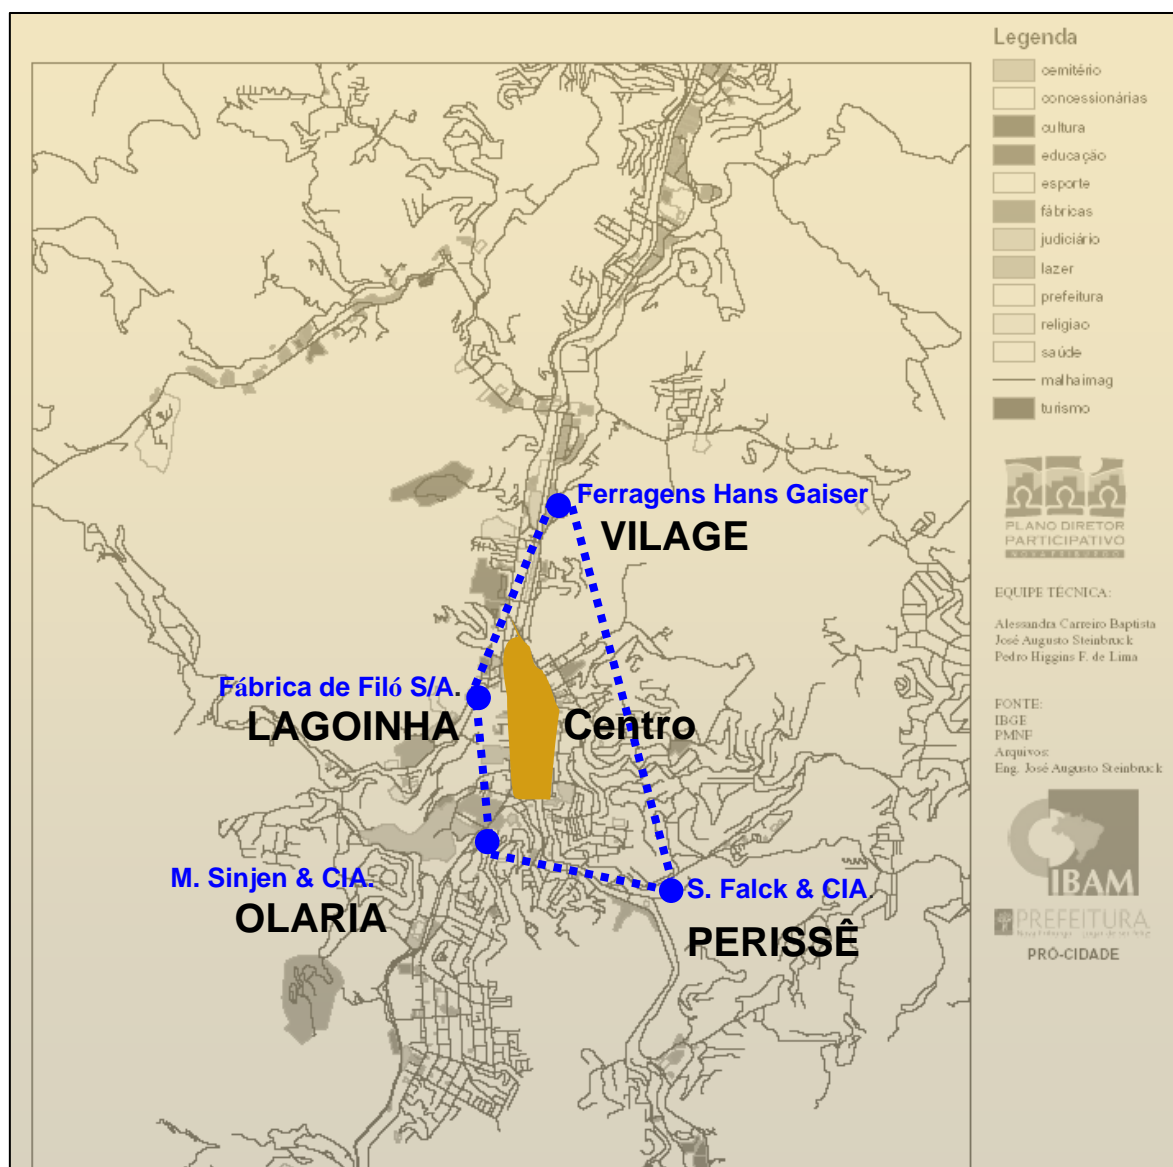 Legenda
cemitério
concessionárias
cultura
educação
esporte
fábricas
judiciário
lazer
prefeitura
religiao
saúde
malhaimag
turismo
Ferragens Hans Gaiser
VILAGE
Fábrica de Filó S/A.
LAGOINHA
Centro
M. Sinjen & CIA.
OLARIA
S. Falck & CIA.
PERISSÊ
PLANO DIRETOR
PARTICIPATIVO
NOVA FRIBURGO
EQUIPE TÉCNICA:
Alessandra Carreiro Baptista
José Augusto Steinbruck
Pedro Higgins F. de Lima
FONTE:
IBGE
PMNF
Arquivos:
Eng. José Augusto Steinbruck
IBAM
PREFEITURA
PRÓ-CIDADE